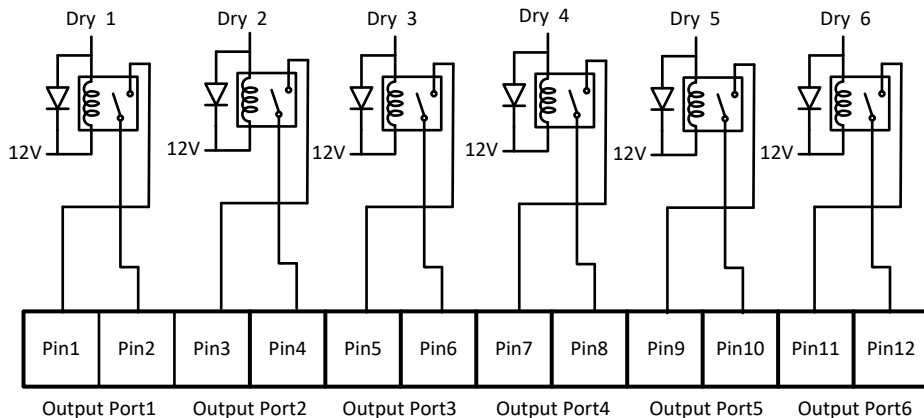 Dry 1 Dry 2 Dry 3 Dry 4 Dry 5 Dry 6
12V 12V 12V 12V 12V 12V
Pin1 Pin2 Pin3 Pin4 Pin5 Pin6 Pin7 Pin8 Pin9 Pin10 Pin11 Pin12
Output Port1 Output Port2 Output Port3 Output Port4 Output Port5 Output Port6